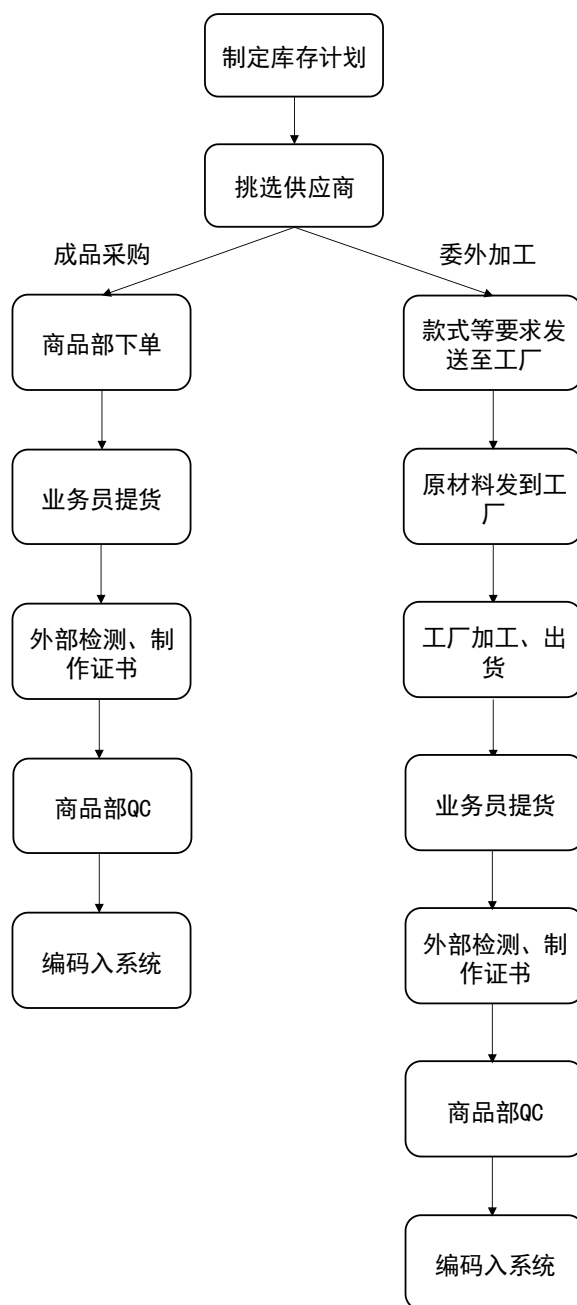 制定库存计划
挑选供应商
成品采购
委外加工
商品部下单
业务员提货
外部检测、制
作证书
商品部QC
编码入系统
款式等要求发
送至工厂
原材料发到工
厂
工厂加工、出
货
业务员提货
外部检测、制
作证书
商品部QC
编码入系统